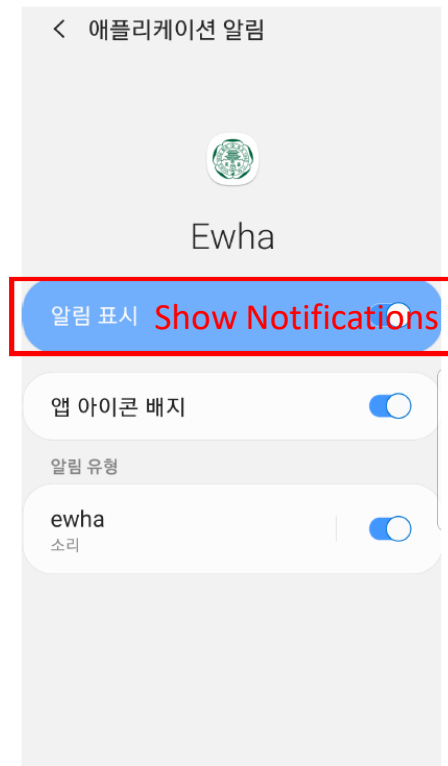 애플리케이션 알림
Ewha
알림 표시 Show Notifications
앱 아이콘 배지
알림 유형
ewha
소리